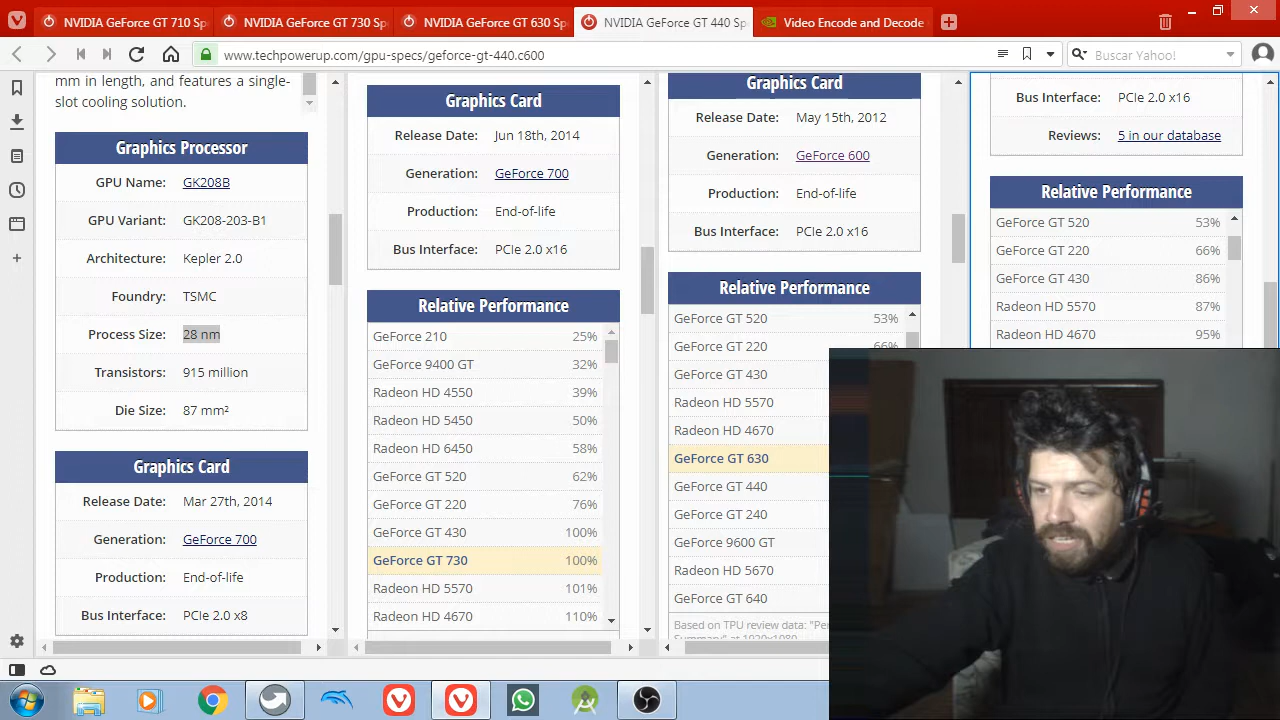 NVIDIA GeForce GT 710 Sp
NVIDIA GeForce GT 730 Sp
NVIDIA GeForce GT 630 Sp
NVIDIA GeForce GT 440 Sp
Video Encode and Decode
www.techpowerup.com/gpu-specs/geforce-gt-440.c600
Buscar Yahoo!
mm in length, and features a single-
slot cooling solution.
Graphics Processor
GPU Name: GK208B
GPU Variant: GK208-203-B1
Architecture: Kepler 2.0
Foundry: TSMC
Process Size: 28 nm
Transistors: 915 million
Die Size: 87 mm²
Graphics Card
Release Date: Mar 27th, 2014
Generation: GeForce 700
Production: End-of-life
Bus Interface: PCIe 2.0 x8
Graphics Card
Release Date: Jun 18th, 2014
Generation: GeForce 700
Production: End-of-life
Bus Interface: PCIe 2.0 x16
Relative Performance
GeForce 210 25%
GeForce 9400 GT 32%
Radeon HD 4550 39%
Radeon HD 5450 50%
Radeon HD 6450 58%
GeForce GT 520 62%
GeForce GT 220 76%
GeForce GT 430 100%
GeForce GT 730 100%
Radeon HD 5570 101%
Radeon HD 4670 110%
Graphics Card
Release Date: May 15th, 2012
Generation: GeForce 600
Production: End-of-life
Bus Interface: PCIe 2.0 x16
Relative Performance
GeForce GT 520 53%
GeForce GT 220 66%
GeForce GT 430
Radeon HD 5570
Radeon HD 4670
GeForce GT 630
GeForce GT 440
GeForce GT 240
GeForce 9600 GT
Radeon HD 5670
GeForce GT 640
Based on TPU review data: "Per
Bus Interface: PCIe 2.0 x16
Reviews: 5 in our database
Relative Performance
GeForce GT 520 53%
GeForce GT 220 66%
GeForce GT 430 86%
Radeon HD 5570 87%
Radeon HD 4670 95%